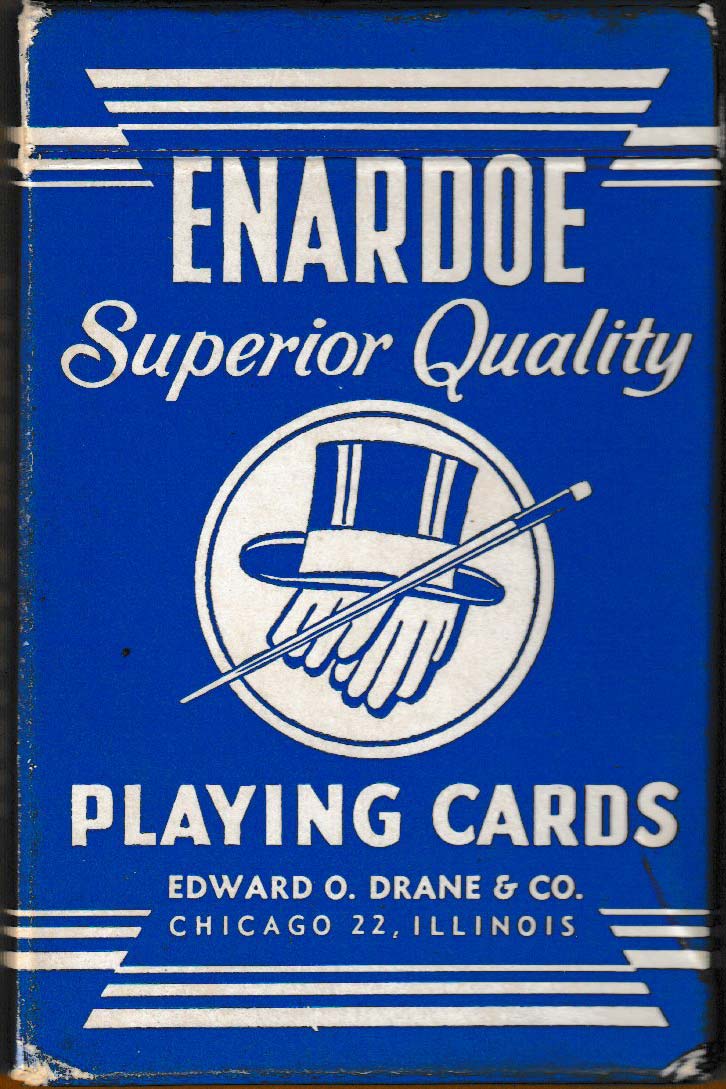 ENARDOE
Superior Quality
PLAYING CARDS
EDWARD O. DRANE & CO.
CHICAGO 22, ILLINOIS